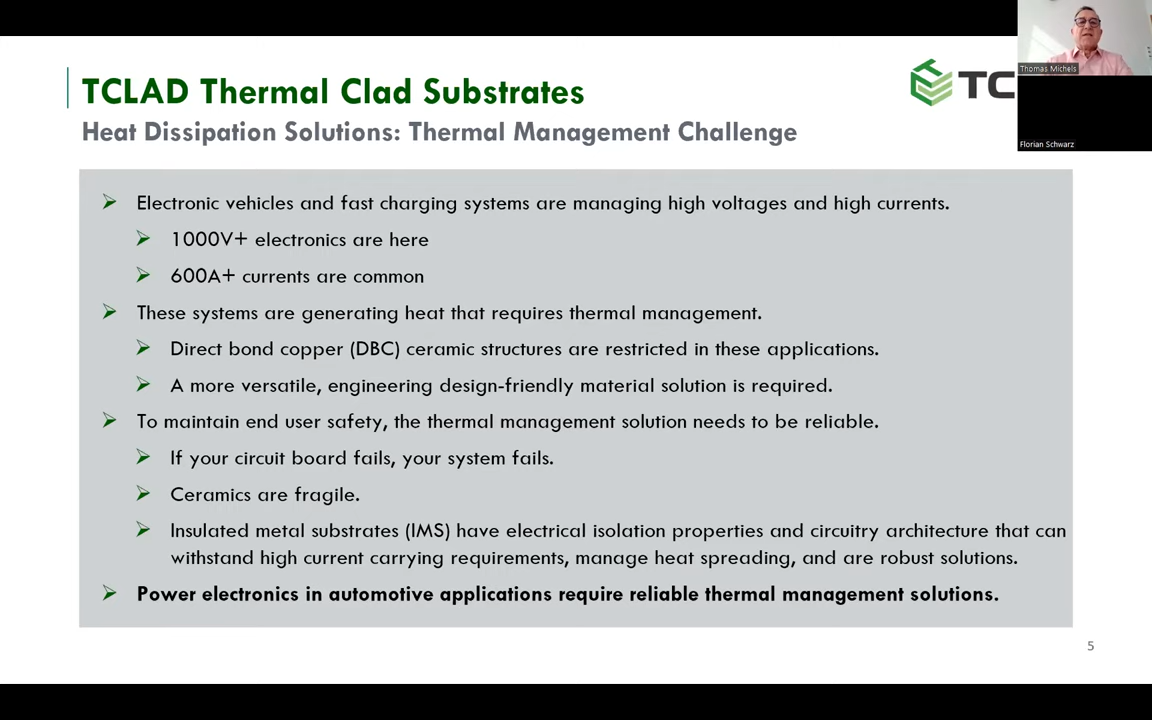 TCLAD Thermal Clad Substrates
Heat Dissipation Solutions: Thermal Management Challenge
TC
Thomas Michels
Florian Schwarz
Electronic vehicles and fast charging systems are managing high voltages and high currents.
1000V+ electronics are here
600A+ currents are common
These systems are generating heat that requires thermal management.
Direct bond copper (DBC) ceramic structures are restricted in these applications.
A more versatile, engineering design-friendly material solution is required.
To maintain end user safety, the thermal management solution needs to be reliable.
If your circuit board fails, your system fails.
Ceramics are fragile.
Insulated metal substrates (IMS) have electrical isolation properties and circuitry architecture that can
withstand high current carrying requirements, manage heat spreading, and are robust solutions.
Power electronics in automotive applications require reliable thermal management solutions.
5